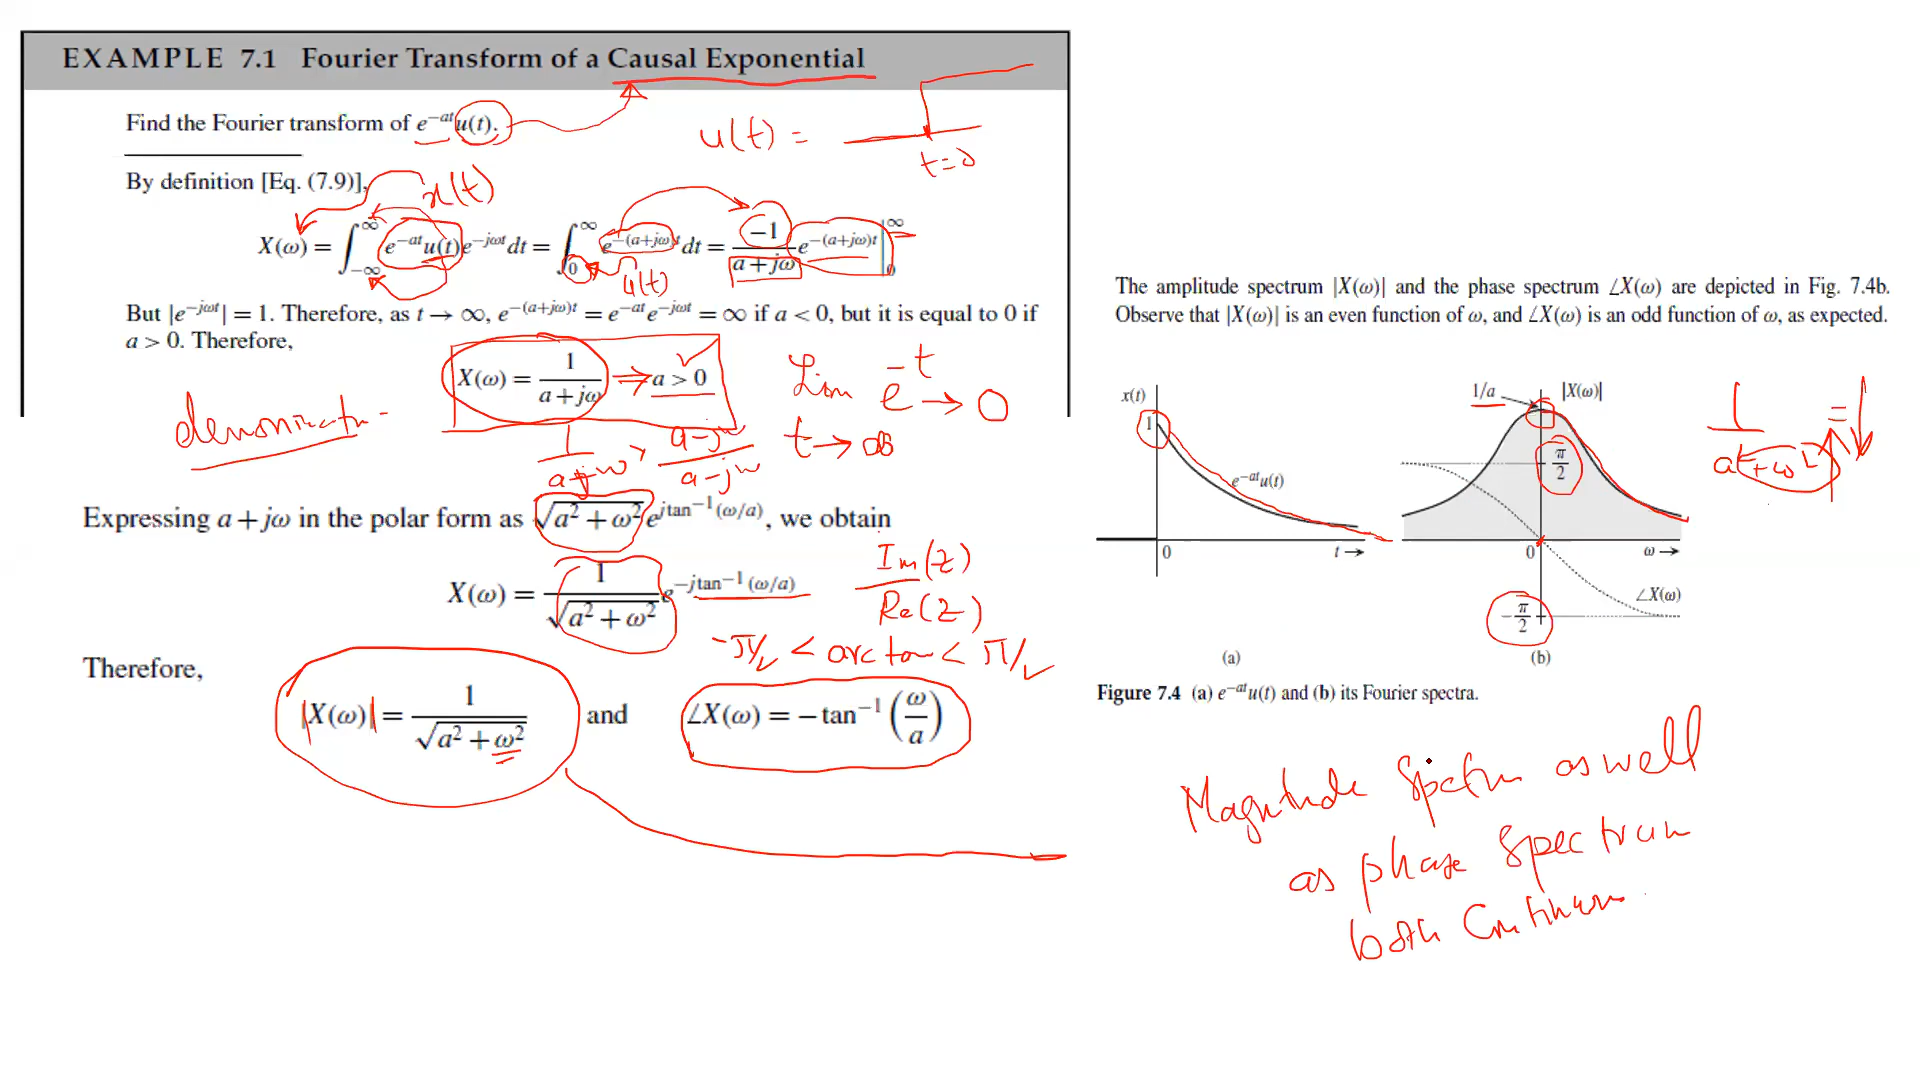 EXAMPLE 7.1 Fourier Transform of a Causal Exponential
Find the Fourier transform of e^{−at}u(t).
u(t) =
t=0
By definition [Eq. (7.9)],
x(t)
X(ω) = ∫_{−∞}^{∞} e^{−at}u(t)e^{−jωt} dt = ∫_0^∞ e^{−(a+jω)t} dt = −1/(a + jω) e^{−(a+jω)t} |_0^∞
u(t)
But |e^{−jωt}| = 1. Therefore, as t → ∞, e^{−(a+jω)t} = e^{−at}e^{−jωt} = ∞ if a < 0, but it is equal to 0 if
a > 0. Therefore,
X(ω) = 1/(a + jω) ⇒ a > 0 ✓
Lim e^{−t} → 0
t → ∞
1/(a+jω) × (a−jω)/(a−jω)
Expressing a + jω in the polar form as √(a² + ω²) e^{j tan⁻¹(ω/a)}, we obtain
X(ω) = 1/√(a² + ω²) e^{−j tan⁻¹(ω/a)}
Im(z)
Re(z)
−π/2 < arc tan < π/2
Therefore,
|X(ω)| = 1/√(a² + ω²) and ∠X(ω) = −tan⁻¹(ω/a)
The amplitude spectrum |X(ω)| and the phase spectrum ∠X(ω) are depicted in Fig. 7.4b.
Observe that |X(ω)| is an even function of ω, and ∠X(ω) is an odd function of ω, as expected.
x(t)
1
e^{−at}u(t)
0
t →
(a)
1/a
|X(ω)|
π/2
0
ω →
∠X(ω)
−π/2
(b)
Figure 7.4 (a) e^{−at}u(t) and (b) its Fourier spectra.
as well
as phase
both